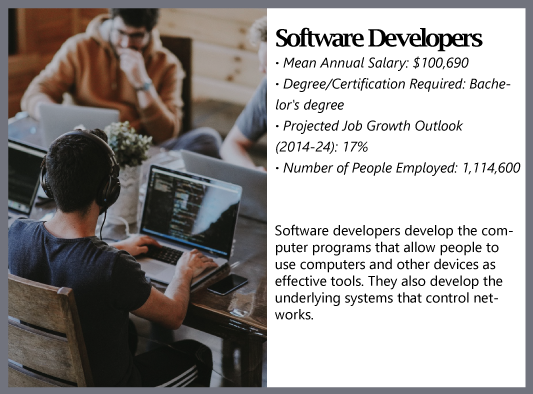 Software Developers
· Mean Annual Salary: $100,690
· Degree/Certification Required: Bache-
lor's degree
· Projected Job Growth Outlook
(2014-24): 17%
· Number of People Employed: 1,114,600
Software developers develop the com-
puter programs that allow people to
use computers and other devices as
effective tools. They also develop the
underlying systems that control net-
works.